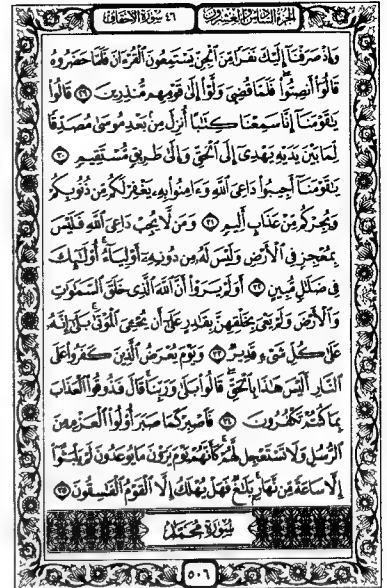 الجزء السادس والعشرون ٤٦ سورة الأحقاف
وَإِذْ صَرَفْنَا إِلَيْكَ نَفَرًا مِّنَ ٱلْجِنِّ يَسْتَمِعُونَ ٱلْقُرْءَانَ فَلَمَّا حَضَرُوهُ
قَالُوٓا۟ أَنصِتُوا۟ فَلَمَّا قُضِىَ وَلَّوْا۟ إِلَىٰ قَوْمِهِم مُّنذِرِينَ ٢٩ قَالُوا۟
يَٰقَوْمَنَآ إِنَّا سَمِعْنَا كِتَٰبًا أُنزِلَ مِنۢ بَعْدِ مُوسَىٰ مُصَدِّقًا
لِّمَا بَيْنَ يَدَيْهِ يَهْدِىٓ إِلَى ٱلْحَقِّ وَإِلَىٰ طَرِيقٍ مُّسْتَقِيمٍ ٣٠
يَٰقَوْمَنَآ أَجِيبُوا۟ دَاعِىَ ٱللَّهِ وَءَامِنُوا۟ بِهِۦ يَغْفِرْ لَكُم مِّن ذُنُوبِكُمْ
وَيُجِرْكُم مِّنْ عَذَابٍ أَلِيمٍ ٣١ وَمَن لَّا يُجِبْ دَاعِىَ ٱللَّهِ فَلَيْسَ
بِمُعْجِزٍ فِى ٱلْأَرْضِ وَلَيْسَ لَهُۥ مِن دُونِهِۦٓ أَوْلِيَآءُ أُو۟لَٰٓئِكَ
فِى ضَلَٰلٍ مُّبِينٍ ٣٢ أَوَلَمْ يَرَوْا۟ أَنَّ ٱللَّهَ ٱلَّذِى خَلَقَ ٱلسَّمَٰوَٰتِ
وَٱلْأَرْضَ وَلَمْ يَعْىَ بِخَلْقِهِنَّ بِقَٰدِرٍ عَلَىٰٓ أَن يُحْـِۧىَ ٱلْمَوْتَىٰ بَلَىٰٓ إِنَّهُۥ
عَلَىٰ كُلِّ شَىْءٍ قَدِيرٌ ٣٣ وَيَوْمَ يُعْرَضُ ٱلَّذِينَ كَفَرُوا۟ عَلَى
ٱلنَّارِ أَلَيْسَ هَٰذَا بِٱلْحَقِّ قَالُوا۟ بَلَىٰ وَرَبِّنَا قَالَ فَذُوقُوا۟ ٱلْعَذَابَ
بِمَا كُنتُمْ تَكْفُرُونَ ٣٤ فَٱصْبِرْ كَمَا صَبَرَ أُو۟لُوا۟ ٱلْعَزْمِ مِنَ
ٱلرُّسُلِ وَلَا تَسْتَعْجِل لَّهُمْ كَأَنَّهُمْ يَوْمَ يَرَوْنَ مَا يُوعَدُونَ لَمْ يَلْبَثُوٓا۟
إِلَّا سَاعَةً مِّن نَّهَارٍۭ بَلَٰغٌ فَهَلْ يُهْلَكُ إِلَّا ٱلْقَوْمُ ٱلْفَٰسِقُونَ ٣٥
سورة محمد
٥٠٦